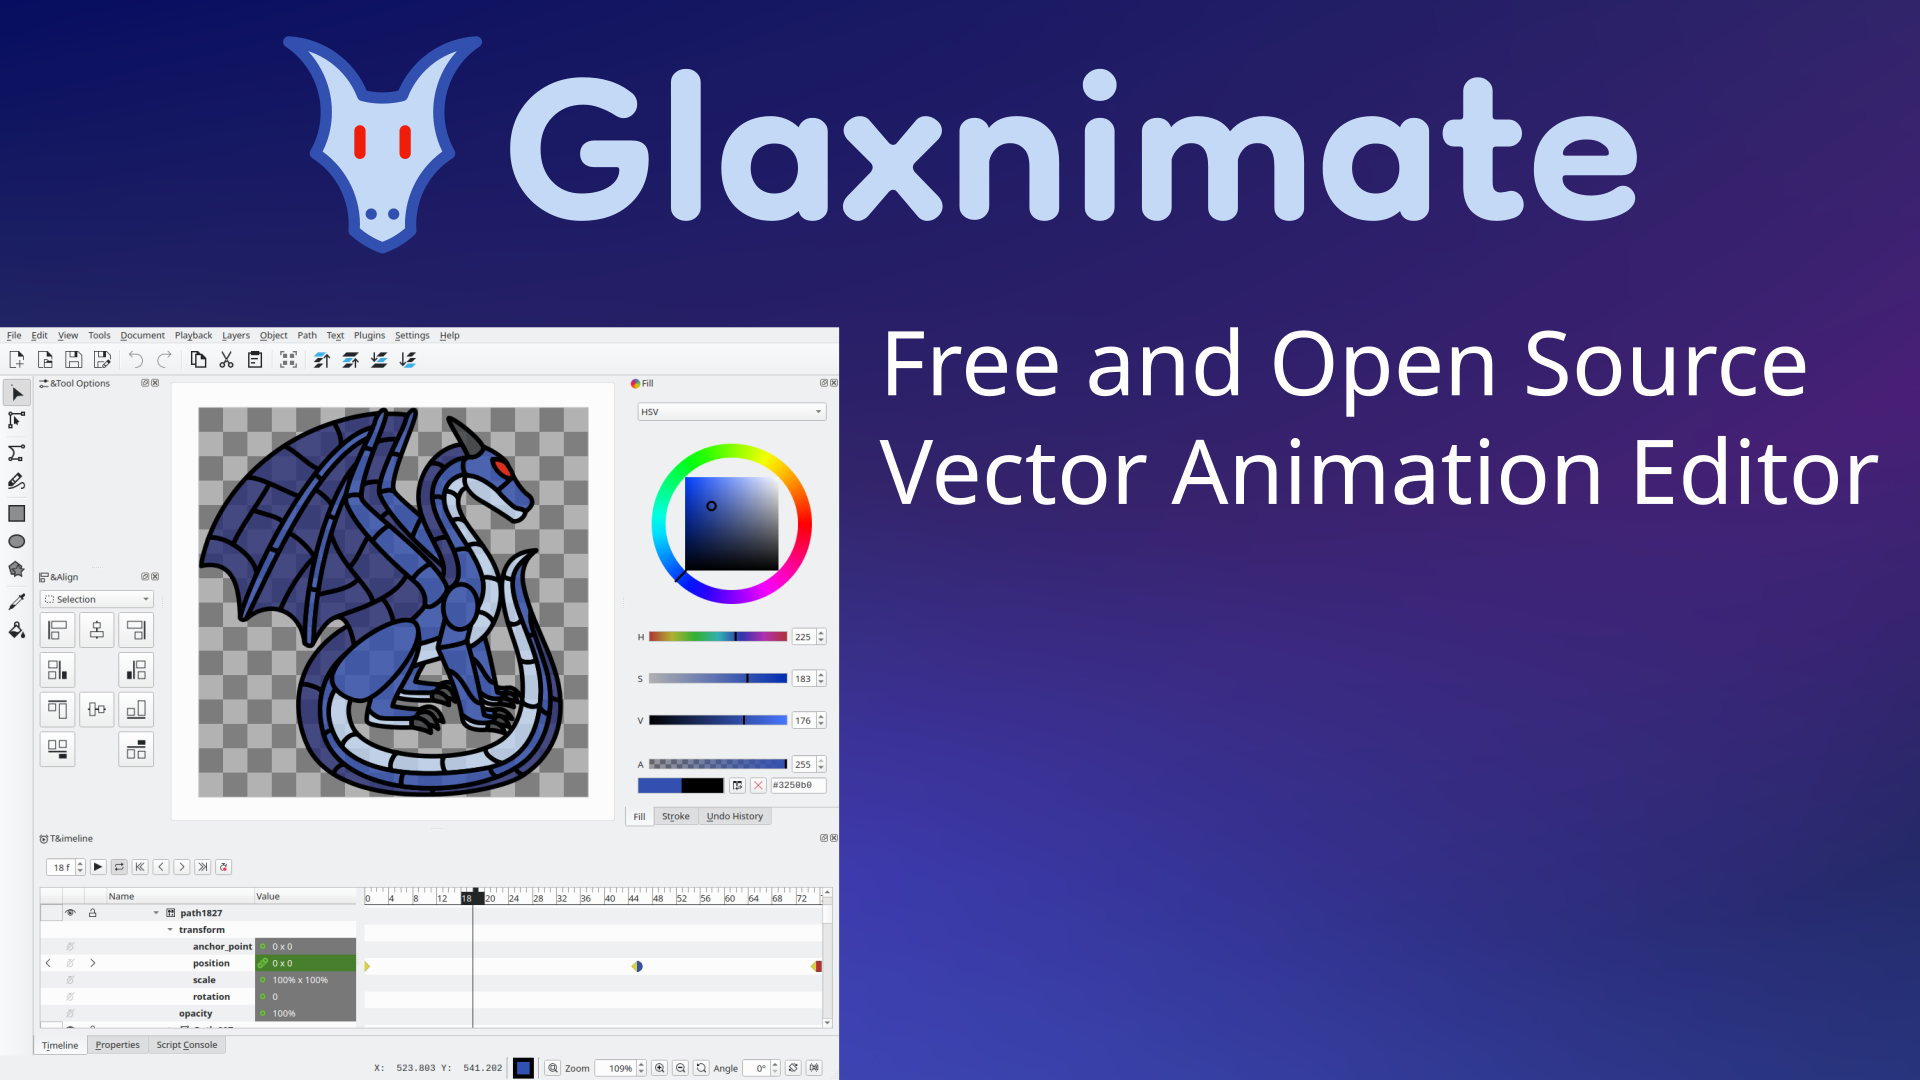 Glaxnimate
Free and Open Source
Vector Animation Editor
File Edit View Tools Document Playback Layers Object Path Text Plugins Settings Help
&Tool Options
Fill
HSV
&Align
Selection
H 225
S 183
V 176
A 255
#3250b0
Fill Stroke Undo History
T&imeline
18 f
Name Value
0 4 8 12 18 20 24 28 32 36 40 44 48 52 56 60 64 68 72
path1827
transform
anchor_point 0 x 0
position 0 x 0
scale 100% x 100%
rotation 0
opacity 100%
Timeline Properties Script Console
X: 523.803 Y: 541.202 Zoom 109% Angle 0°